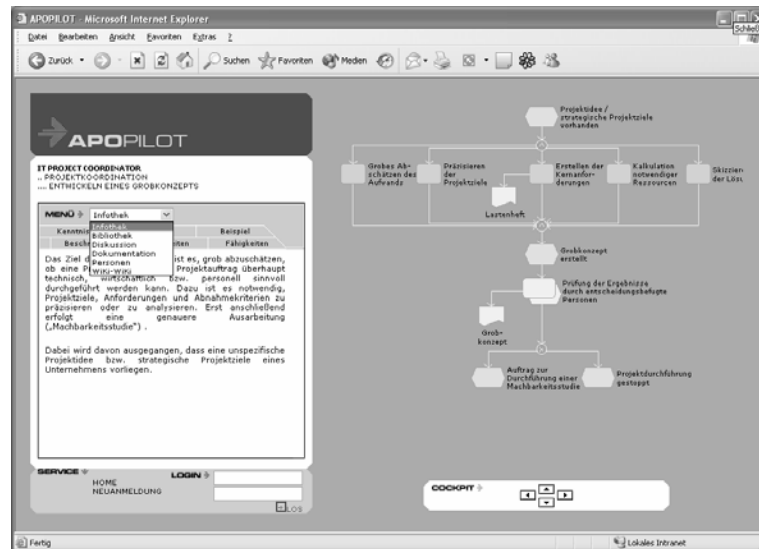 APOPILOT - Microsoft Internet Explorer
Schließ
Datei Bearbeiten Ansicht Favoriten Extras ?
Zurück Suchen Favoriten Medien
APOPILOT
IT PROJECT COORDINATOR
.. PROJEKTKOORDINATION
.... ENTWICKELN EINES GROBKONZEPTS
MENÜ Infothek
Infothek
Bibliothek
Diskussion
Dokumentation
Personen
Wiki-Wiki
Kenntnis Beispiel
Besch iten Fähigkeiten
Das Ziel d ist es, grob abzuschätzen,
ob eine P Projektauftrag überhaupt
technisch, wirtschaftlich bzw. personell sinnvoll
durchgeführt werden kann. Dazu ist es notwendig,
Projektziele, Anforderungen und Abnahmekriterien zu
präzisieren oder zu analysieren. Erst anschließend
erfolgt eine genauere Ausarbeitung
(„Machbarkeitsstudie") .
Dabei wird davon ausgegangen, dass eine unspezifische
Projektidee bzw. strategische Projektziele eines
Unternehmens vorliegen.
SERVICE
HOME
NEUANMELDUNG
LOGIN
LOS
Projektidee /
strategische Projektziele
vorhanden
Grobes Ab-
schätzen des
Aufwands
Präzisieren
der
Projektziele
Erstellen der
Kernanfor-
derungen
Kalkulation
notwendiger
Ressourcen
Skizzien
der Lösu
Lastenheft
Grobkonzept
erstellt
Prüfung der Ergebnisse
durch entscheidungsbefugte
Personen
Grob-
konzept
Auftrag zur
Durchführung einer
Machbarkeitsstudie
Projektdurchführung
gestoppt
COCKPIT
Fertig
Lokales Intranet